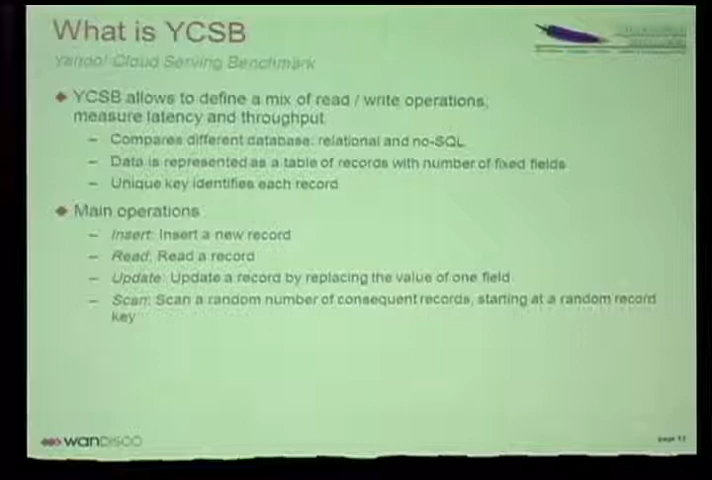 What is YCSB
Yahoo! Cloud Serving Benchmark
YCSB allows to define a mix of read / write operations,
measure latency and throughput
– Compares different database: relational and no-SQL
– Data is represented as a table of records with number of fixed fields
– Unique key identifies each record
Main operations
– Insert: Insert a new record
– Read: Read a record
– Update: Update a record by replacing the value of one field
– Scan: Scan a random number of consequent records, starting at a random record
key
WANDISCO
page